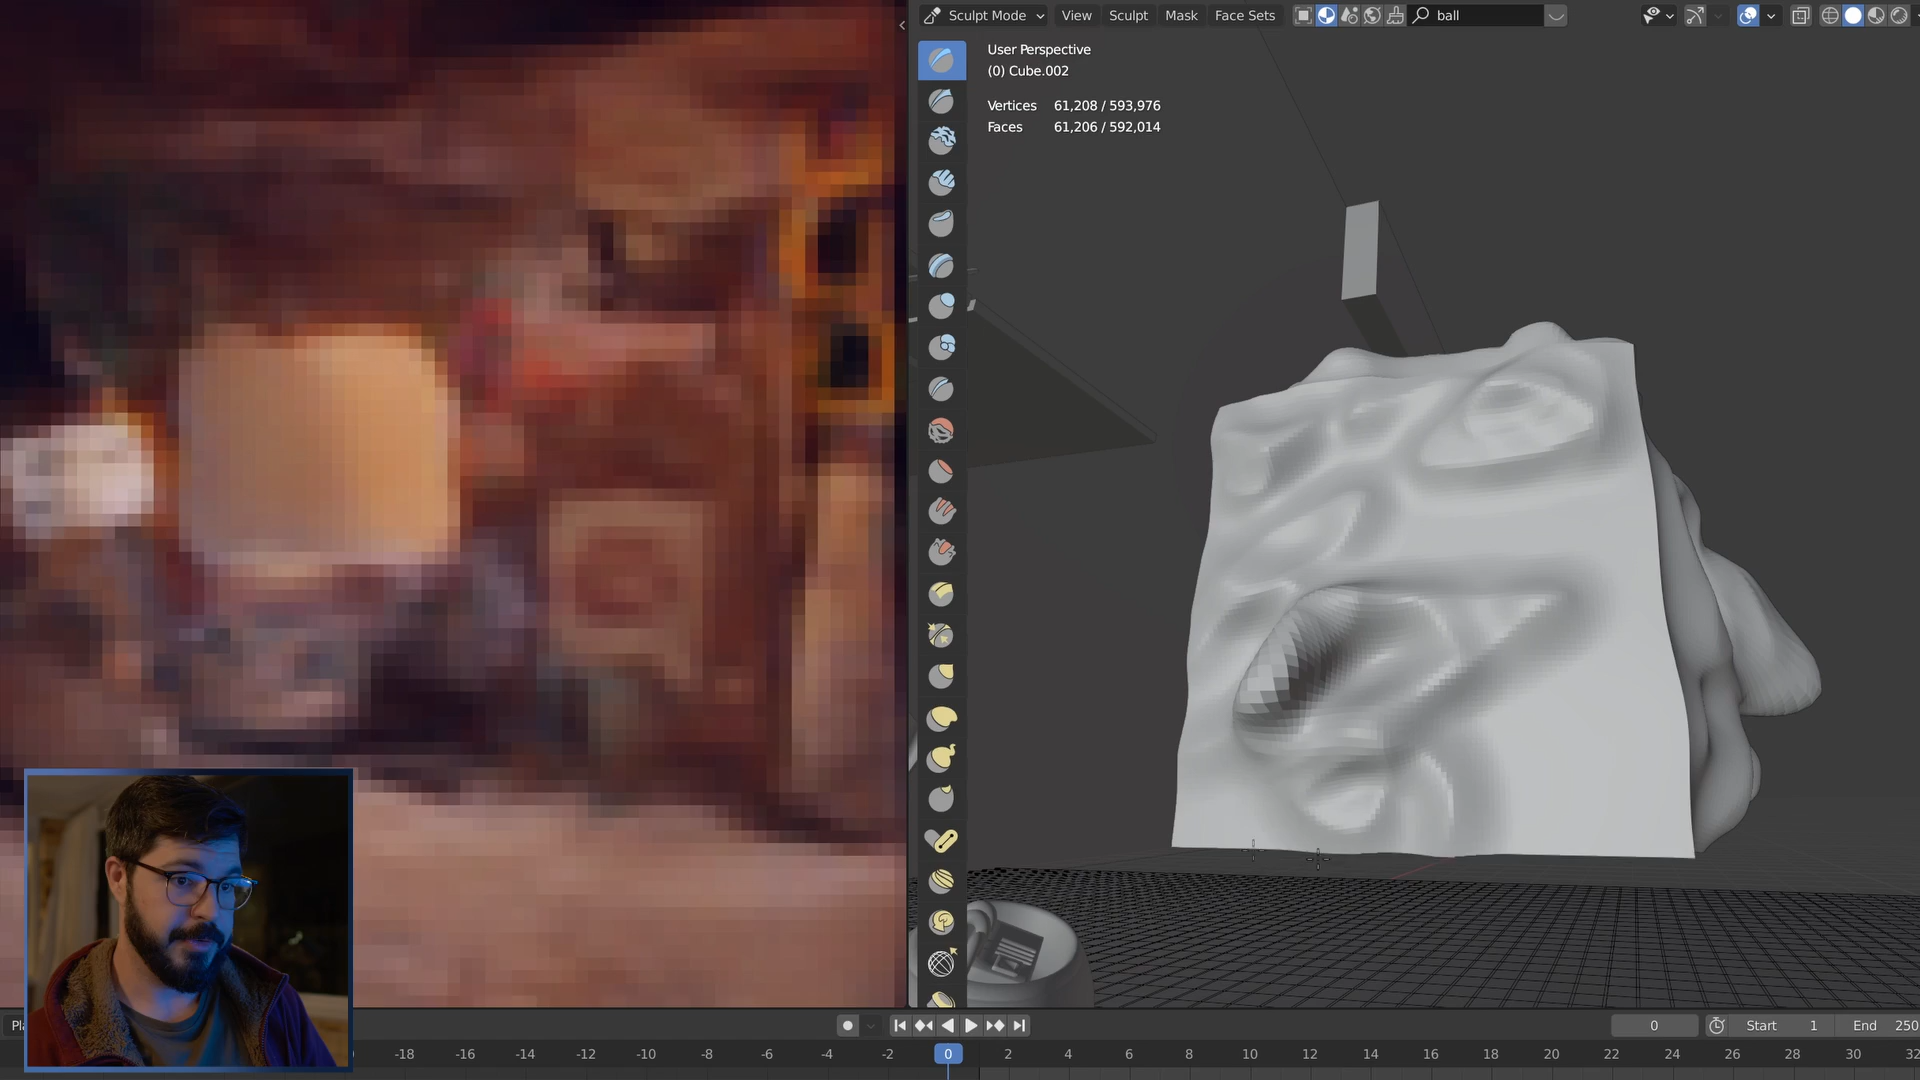 Sculpt Mode View Sculpt Mask Face Sets ball
User Perspective
(0) Cube.002
Vertices 61,208 / 593,976
Faces 61,206 / 592,014
0 Start 1 End 250
-18 -16 -14 -12 -10 -8 -6 -4 -2 0 2 4 6 8 10 12 14 16 18 20 22 24 26 28 30 32